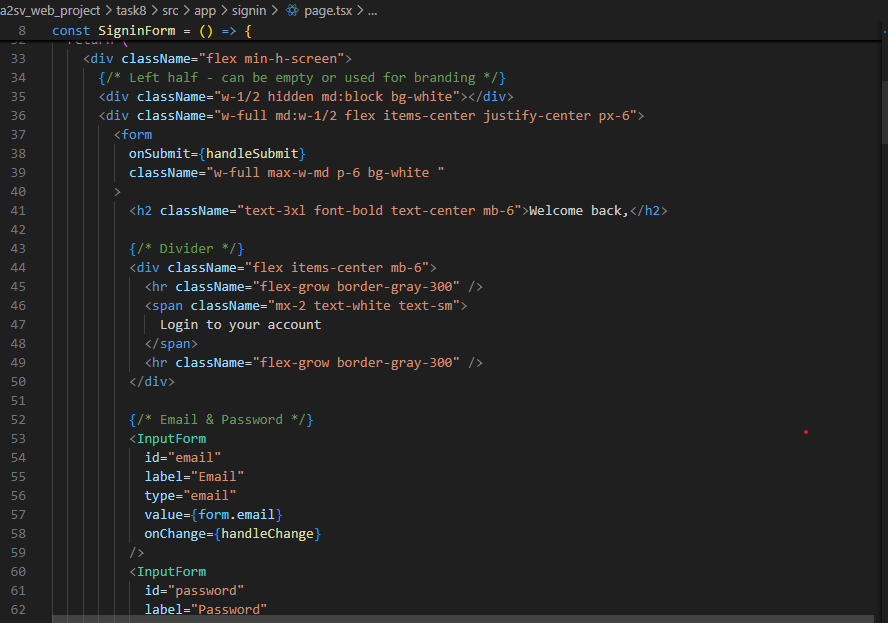 a2sv_web_project > task8 > src > app > signin > page.tsx > ...
8 const SigninForm = () => {
32 return (
33 <div className="flex min-h-screen">
34 {/* Left half - can be empty or used for branding */}
35 <div className="w-1/2 hidden md:block bg-white"></div>
36 <div className="w-full md:w-1/2 flex items-center justify-center px-6">
37 <form
38 onSubmit={handleSubmit}
39 className="w-full max-w-md p-6 bg-white "
40 >
41 <h2 className="text-3xl font-bold text-center mb-6">Welcome back,</h2>
42
43 {/* Divider */}
44 <div className="flex items-center mb-6">
45 <hr className="flex-grow border-gray-300" />
46 <span className="mx-2 text-white text-sm">
47 Login to your account
48 </span>
49 <hr className="flex-grow border-gray-300" />
50 </div>
51
52 {/* Email & Password */}
53 <InputForm
54 id="email"
55 label="Email"
56 type="email"
57 value={form.email}
58 onChange={handleChange}
59 />
60 <InputForm
61 id="password"
62 label="Password"